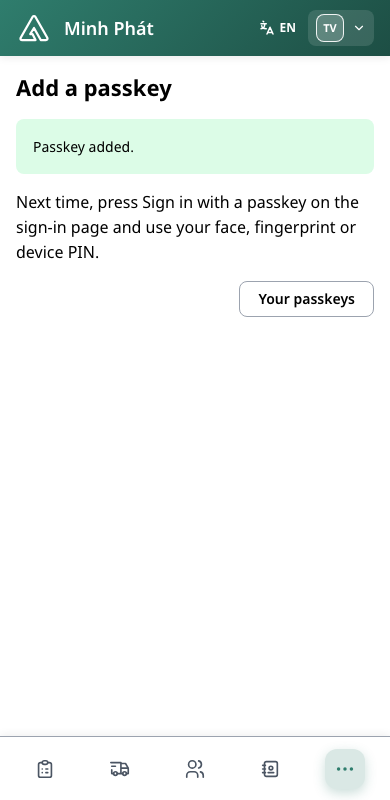 Minh Phát
EN
TV
Add a passkey
Passkey added.
Next time, press Sign in with a passkey on the
sign-in page and use your face, fingerprint or
device PIN.
Your passkeys